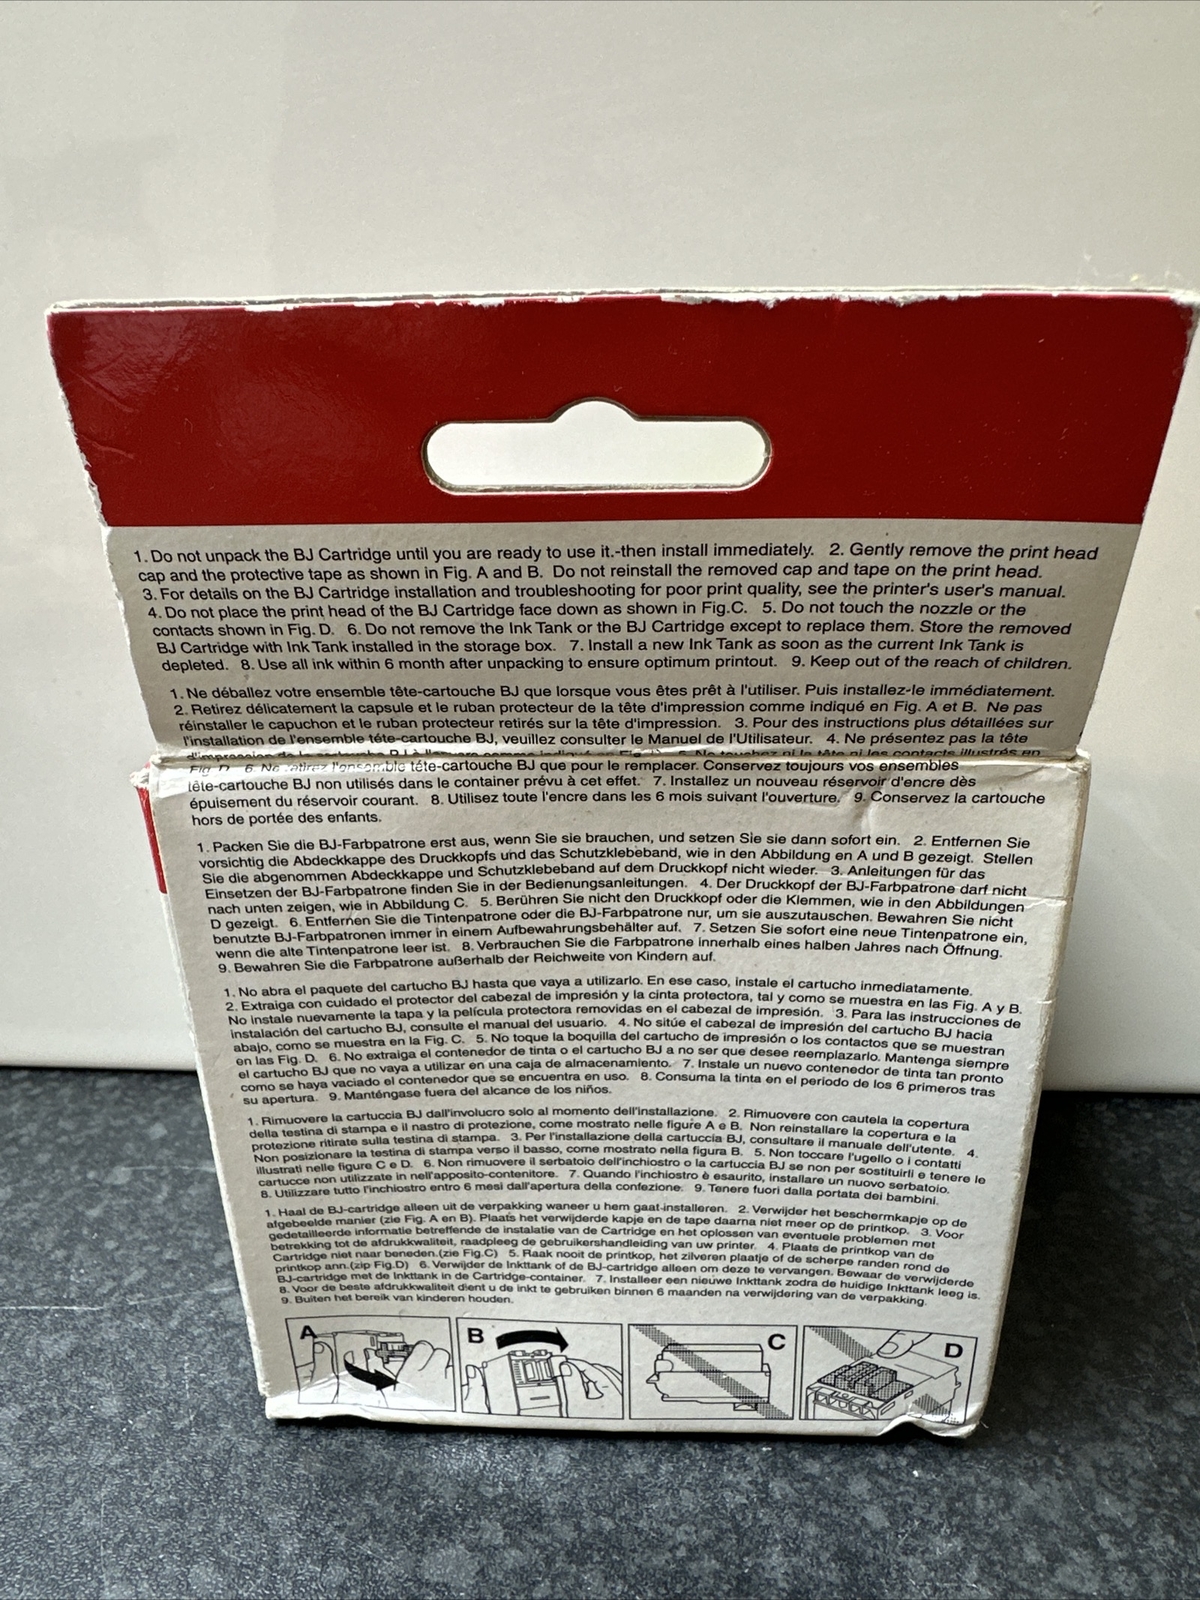 1. Do not unpack the BJ Cartridge until you are ready to use it.-then install immediately. 2. Gently remove the print head
cap and the protective tape as shown in Fig. A and B. Do not reinstall the removed cap and tape on the print head.
3. For details on the BJ Cartridge installation and troubleshooting for poor print quality, see the printer's user's manual.
4. Do not place the print head of the BJ Cartridge face down as shown in Fig.C. 5. Do not touch the nozzle or the
contacts shown in Fig. D. 6. Do not remove the Ink Tank or the BJ Cartridge except to replace them. Store the removed
BJ Cartridge with Ink Tank installed in the storage box. 7. Install a new Ink Tank as soon as the current Ink Tank is
depleted. 8. Use all ink within 6 month after unpacking to ensure optimum printout. 9. Keep out of the reach of children.
1. Ne déballez votre ensemble tête-cartouche BJ que lorsque vous êtes prêt à l'utiliser. Puis installez-le immédiatement.
2. Retirez délicatement la capsule et le ruban protecteur de la tête d'impression comme indiqué en Fig. A et B. Ne pas
réinstaller le capuchon et le ruban protecteur retirés sur la tête d'impression. 3. Pour des instructions plus détaillées sur
l'installation de l'ensemble téte-cartouche BJ, veuillez consulter le Manuel de l'Utilisateur. 4. Ne présentez pas la tête
d'impression de la cartouche BJ à l'envers comme indiqué en Fig. 5. Ne touchez ni la tête ni les contacts illustrés en
Fig. D 6. Ne retirez l'ensemble téte-cartouche BJ que pour le remplacer. Conservez toujours vos ensembles
tête-cartouche BJ non utilisés dans le container prévu à cet effet. 7. Installez un nouveau réservoir d'encre dès
épuisement du réservoir courant. 8. Utilisez toute l'encre dans les 6 mois suivant l'ouverture. 9. Conservez la cartouche
hors de portée des enfants.
1. Packen Sie die BJ-Farbpatrone erst aus, wenn Sie sie brauchen, und setzen Sie sie dann sofort ein. 2. Entfernen Sie
vorsichtig die Abdeckkappe des Druckkopfs und das Schutzklebeband, wie in den Abbildung en A und B gezeigt. Stellen
Sie die abgenommen Abdeckkappe und Schutzklebeband auf dem Druckkopf nicht wieder. 3. Anleitungen für das
Einsetzen der BJ-Farbpatrone finden Sie in der Bedienungsanleitungen. 4. Der Druckkopf der BJ-Farbpatrone darf nicht
nach unten zeigen, wie in Abbildung C. 5. Berühren Sie nicht den Druckkopf oder die Klemmen, wie in den Abbildungen
D gezeigt. 6. Entfernen Sie die Tintenpatrone oder die BJ-Farbpatrone nur, um sie auszutauschen. Bewahren Sie nicht
benutzte BJ-Farbpatronen immer in einem Aufbewahrungsbehälter auf. 7. Setzen Sie sofort eine neue Tintenpatrone ein,
wenn die alte Tintenpatrone leer ist. 8. Verbrauchen Sie die Farbpatrone innerhalb eines halben Jahres nach Öffnung.
9. Bewahren Sie die Farbpatrone außerhalb der Reichweite von Kindern auf.
1. No abra el paquete del cartucho BJ hasta que vaya a utilizarlo. En ese caso, instale el cartucho inmediatamente.
2. Extraiga con cuidado el protector del cabezal de impresión y la cinta protectora, tal y como se muestra en las Fig. A y B.
No instale nuevamente la tapa y la película protectora removidas en el cabezal de impresión. 3. Para las instrucciones de
instalación del cartucho BJ, consulte el manual del usuario. 4. No sitúe el cabezal de impresión del cartucho BJ hacia
abajo, como se muestra en la Fig. C. 5. No toque la boquilla del cartucho de impresión o los contactos que se muestran
en las Fig. D. 6. No extraiga el contenedor de tinta o el cartucho BJ a no ser que desee reemplazarlo. Mantenga siempre
el cartucho BJ que no vaya a utilizar en una caja de almacenamiento. 7. Instale un nuevo contenedor de tinta tan pronto
como se haya vaciado el contenedor que se encuentra en uso. 8. Consuma la tinta en el periodo de los 6 primeros tras
su apertura. 9. Manténgase fuera del alcance de los niños.
1. Rimuovere la cartuccia BJ dall'involucro solo al momento dell'installazione. 2. Rimuovere con cautela la copertura
della testina di stampa e il nastro di protezione, come mostrato nelle figure A e B. Non reinstallare la copertura e la
protezione ritirate sulla testina di stampa. 3. Per l'installazione della cartuccia BJ, consultare il manuale dell'utente. 4.
Non posizionare la testina di stampa verso il basso, come mostrato nella figura B. 5. Non toccare l'ugello o i contatti
illustrati nelle figure C e D. 6. Non rimuovere il serbatoio dell'inchiostro o la cartuccia BJ se non per sostituirli e tenere le
cartucce non utilizzate in nell'apposito-contenitore. 7. Quando l'inchiostro è esaurito, installare un nuovo serbatoio.
8. Utilizzare tutto l'inchiostro entro 6 mesi dall'apertura della confezione. 9. Tenere fuori dalla portata dei bambini.
1. Haal de BJ-cartridge alleen uit de verpakking waneer u hem gaat-installeren. 2. Verwijder het beschermkapje op de
afgebeelde manier (zie Fig. A en B). Plaats het verwijderde kapje en de tape daarna niet meer op de printkop. 3. Voor
gedetailleerde informatie betreffende de instalatie van de Cartridge en het oplossen van eventuele problemen met
betrekking tot de afdrukkwaliteit, raadpleeg de gebruikershandleiding van uw printer. 4. Plaats de printkop van de
Cartridge niet naar beneden.(zie Fig.C) 5. Raak nooit de printkop, het zilveren plaatje of de scherpe randen rond de
printkop ann.(zip Fig.D) 6. Verwijder de Inkttank of de BJ-cartridge alleen om deze te vervangen. Bewaar de verwijderde
BJ-cartridge met de Inkttank in de Cartridge-container. 7. Installeer een nieuwe Inkttank zodra de huidige Inkttank leeg is.
8. Voor de beste afdrukkwaliteit dient u de inkt te gebruiken binnen 6 maanden na verwijdering van de verpakking.
9. Buiten het bereik van kinderen houden.
A B C D